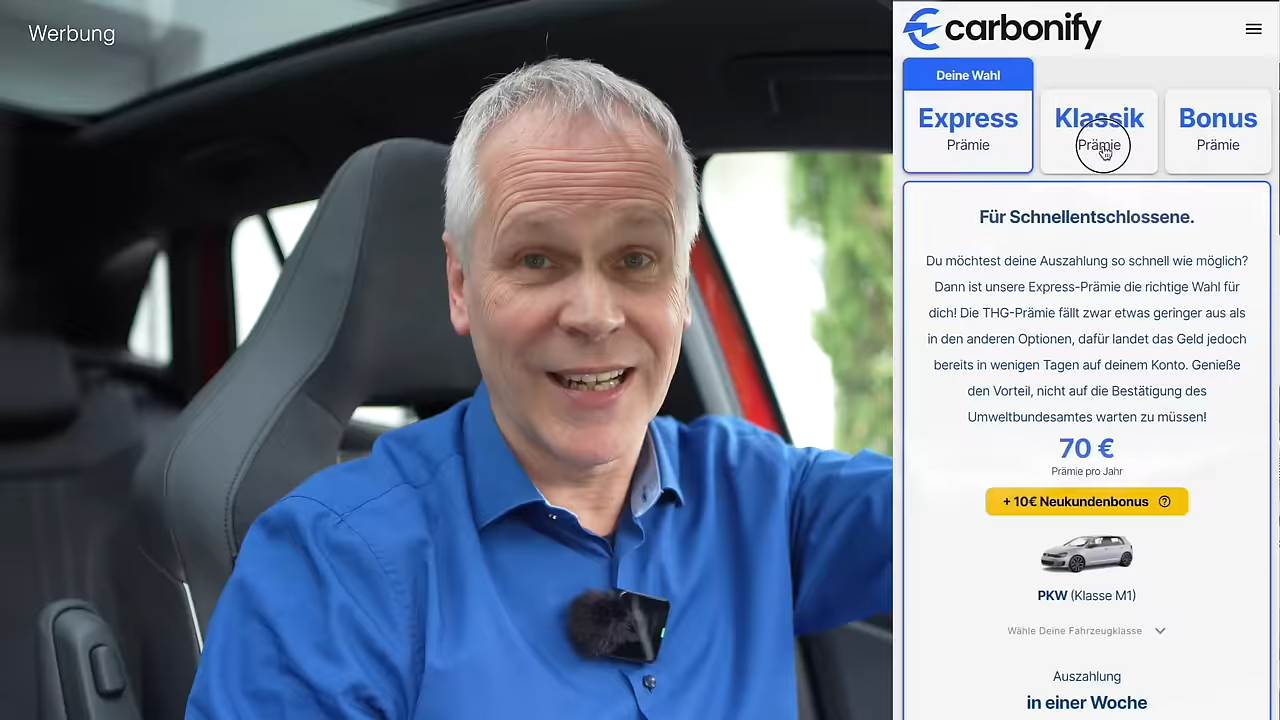 Werbung
carbonify
Deine Wahl
Express
Prämie
Klassik
Prämie
Bonus
Prämie
Für Schnellentschlossene.
Du möchtest deine Auszahlung so schnell wie möglich?
Dann ist unsere Express-Prämie die richtige Wahl für
dich! Die THG-Prämie fällt zwar etwas geringer aus als
in den anderen Optionen, dafür landet das Geld jedoch
bereits in wenigen Tagen auf deinem Konto. Genieße
den Vorteil, nicht auf die Bestätigung des
Umweltbundesamtes warten zu müssen!
70 €
Prämie pro Jahr
+ 10€ Neukundenbonus
PKW (Klasse M1)
Wähle Deine Fahrzeugklasse
Auszahlung
in einer Woche